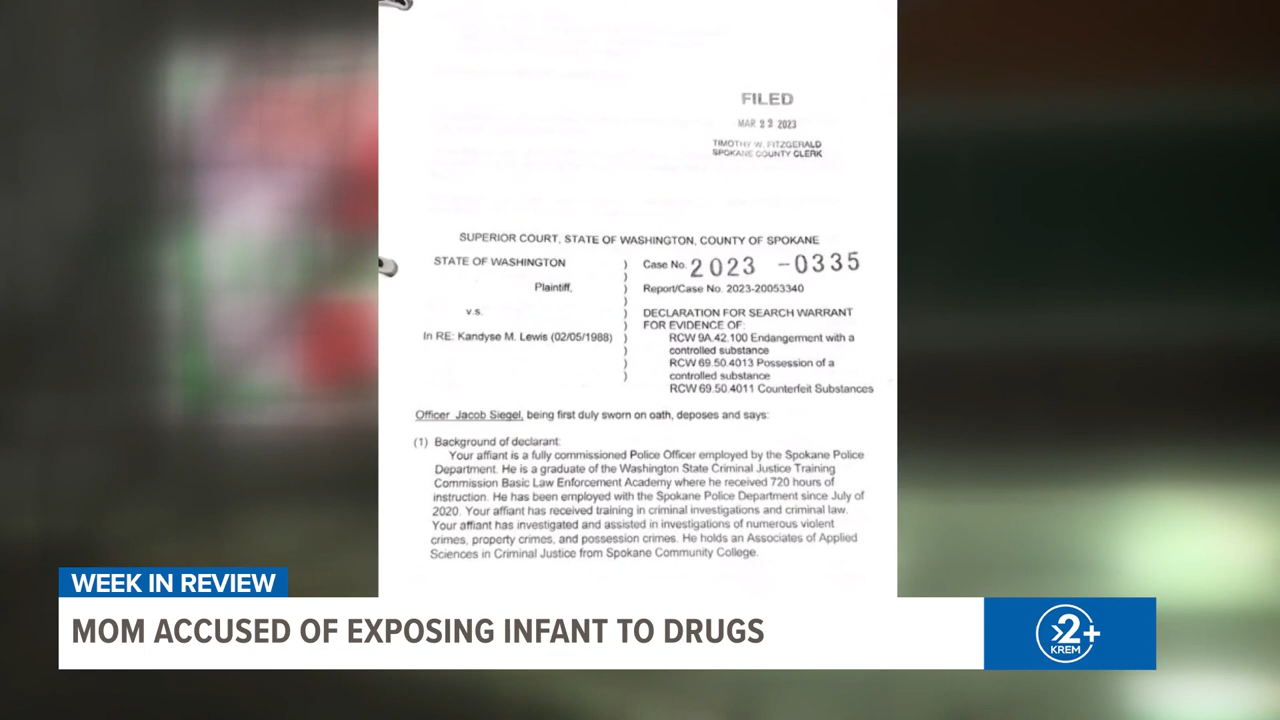 FILED
MAR 22 2023
TIMOTHY W. FITZGERALD
SPOKANE COUNTY CLERK
SUPERIOR COURT, STATE OF WASHINGTON, COUNTY OF SPOKANE
STATE OF WASHINGTON
Plaintiff,
v.s.
In RE: Kandyse M. Lewis (02/05/1988)
)
)
)
)
)
)
)
)
)
)
Case No. 2023 -0335
Report/Case No. 2023-20053340
DECLARATION FOR SEARCH WARRANT
FOR EVIDENCE OF:
RCW 9A.42.100 Endangerment with a
controlled substance
RCW 69.50.4013 Possession of a
controlled substance
RCW 69.50.4011 Counterfeit Substances
Officer Jacob Siegel, being first duly sworn on oath, deposes and says:
(1) Background of declarant:
Your affiant is a fully commissioned Police Officer employed by the Spokane Police
Department. He is a graduate of the Washington State Criminal Justice Training
Commission Basic Law Enforcement Academy where he received 720 hours of
instruction. He has been employed with the Spokane Police Department since July of
2020. Your affiant has received training in criminal investigations and criminal law.
Your affiant has investigated and assisted in investigations of numerous violent
crimes, property crimes, and possession crimes. He holds an Associates of Applied
Sciences in Criminal Justice from Spokane Community College.
WEEK IN REVIEW
MOM ACCUSED OF EXPOSING INFANT TO DRUGS
2+
KREM